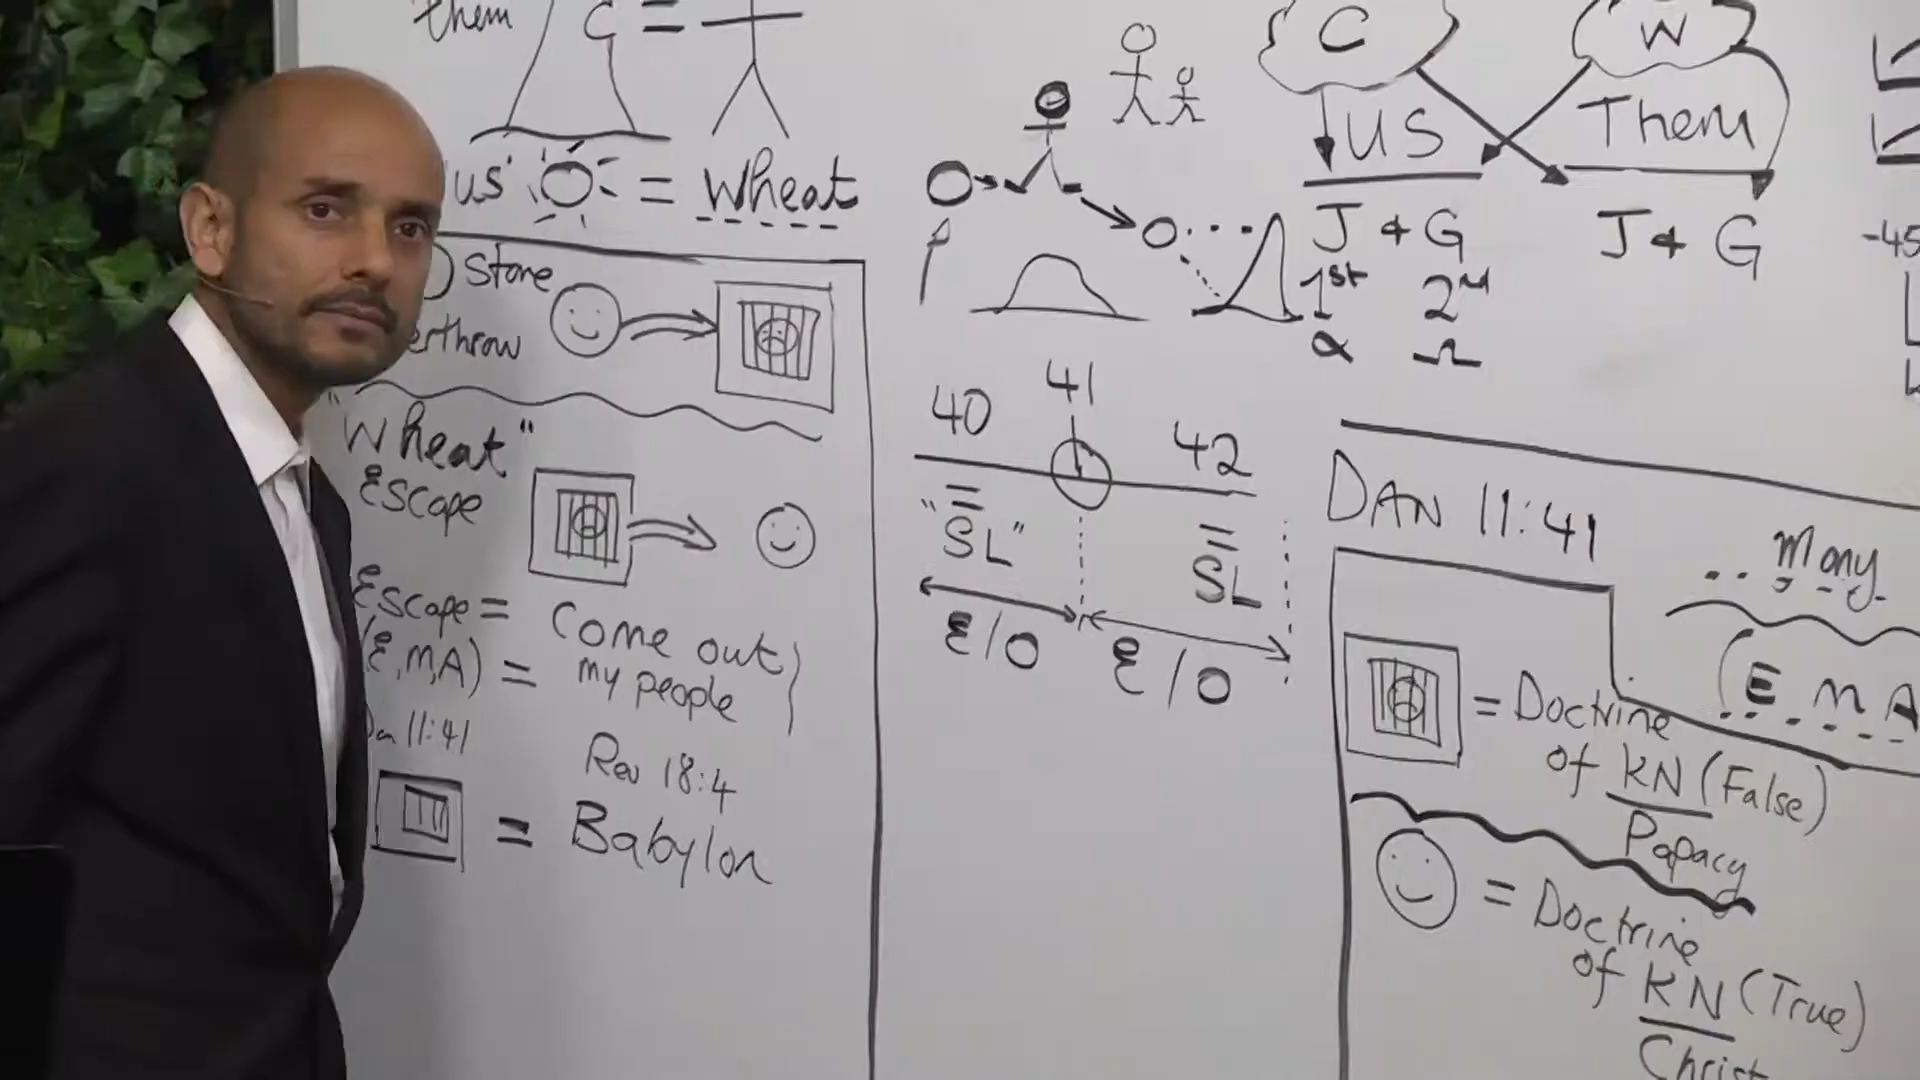 them C =
us = Wheat
Stone
erthrow
"Wheat"
Escape
Escape = Come out
(E,M,A) = my people
Dan 11:41
Rev 18:4
= Babylon
40 41 42
"SL" SL
E/O E/O
C W
US Them
J & G J & G
1st 2nd
α Ω
-45
DAN 11:41
Many
(E M A
= Doctrine
of KN (False)
Papacy
= Doctrine
of KN (True)
Christ